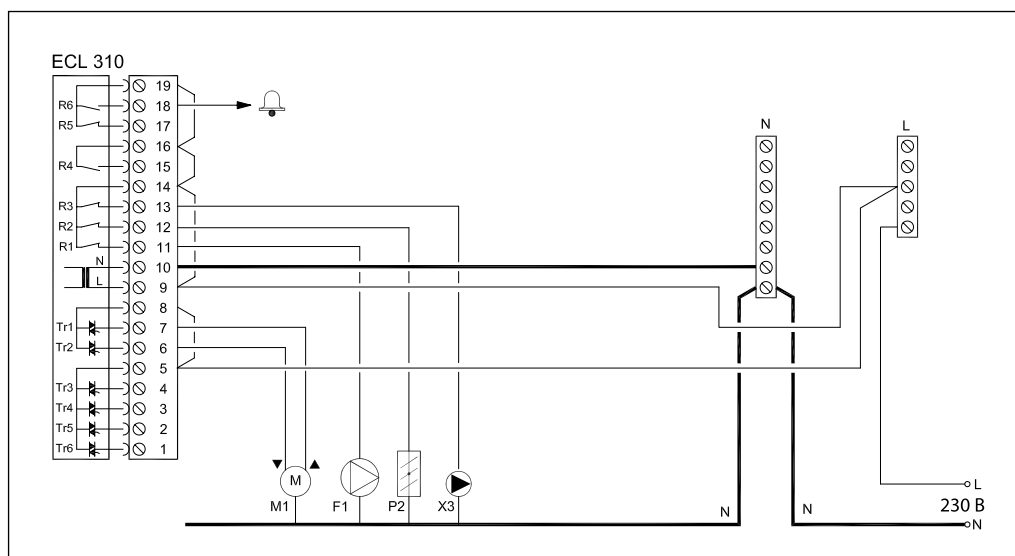 ECL 310
19
R6 18
R5 17
16
R4 15
14
R3 13
R2 12
R1 11
N 10
L 9
8
Tr1 7
Tr2 6
5
Tr3 4
Tr4 3
Tr5 2
Tr6 1
N
L
M
M1 F1 P2 X3
N N
L
230 В
N